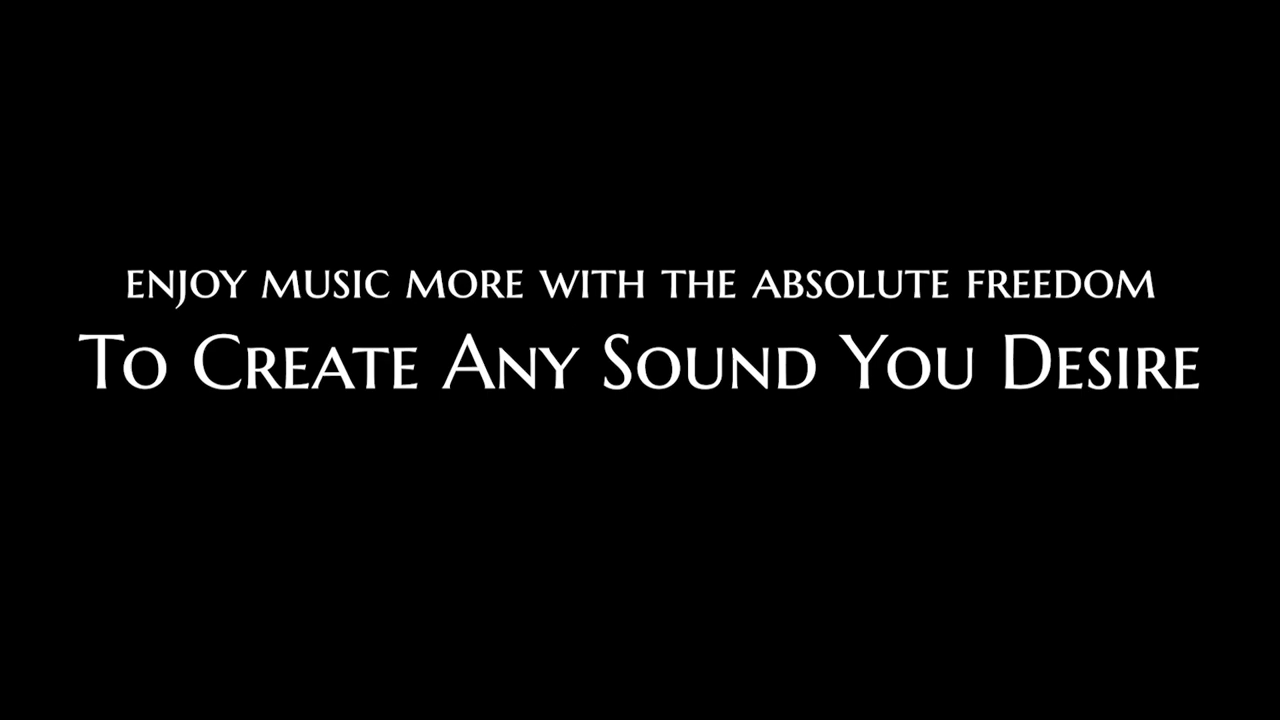 ENJOY MUSIC MORE WITH THE ABSOLUTE FREEDOM
TO CREATE ANY SOUND YOU DESIRE